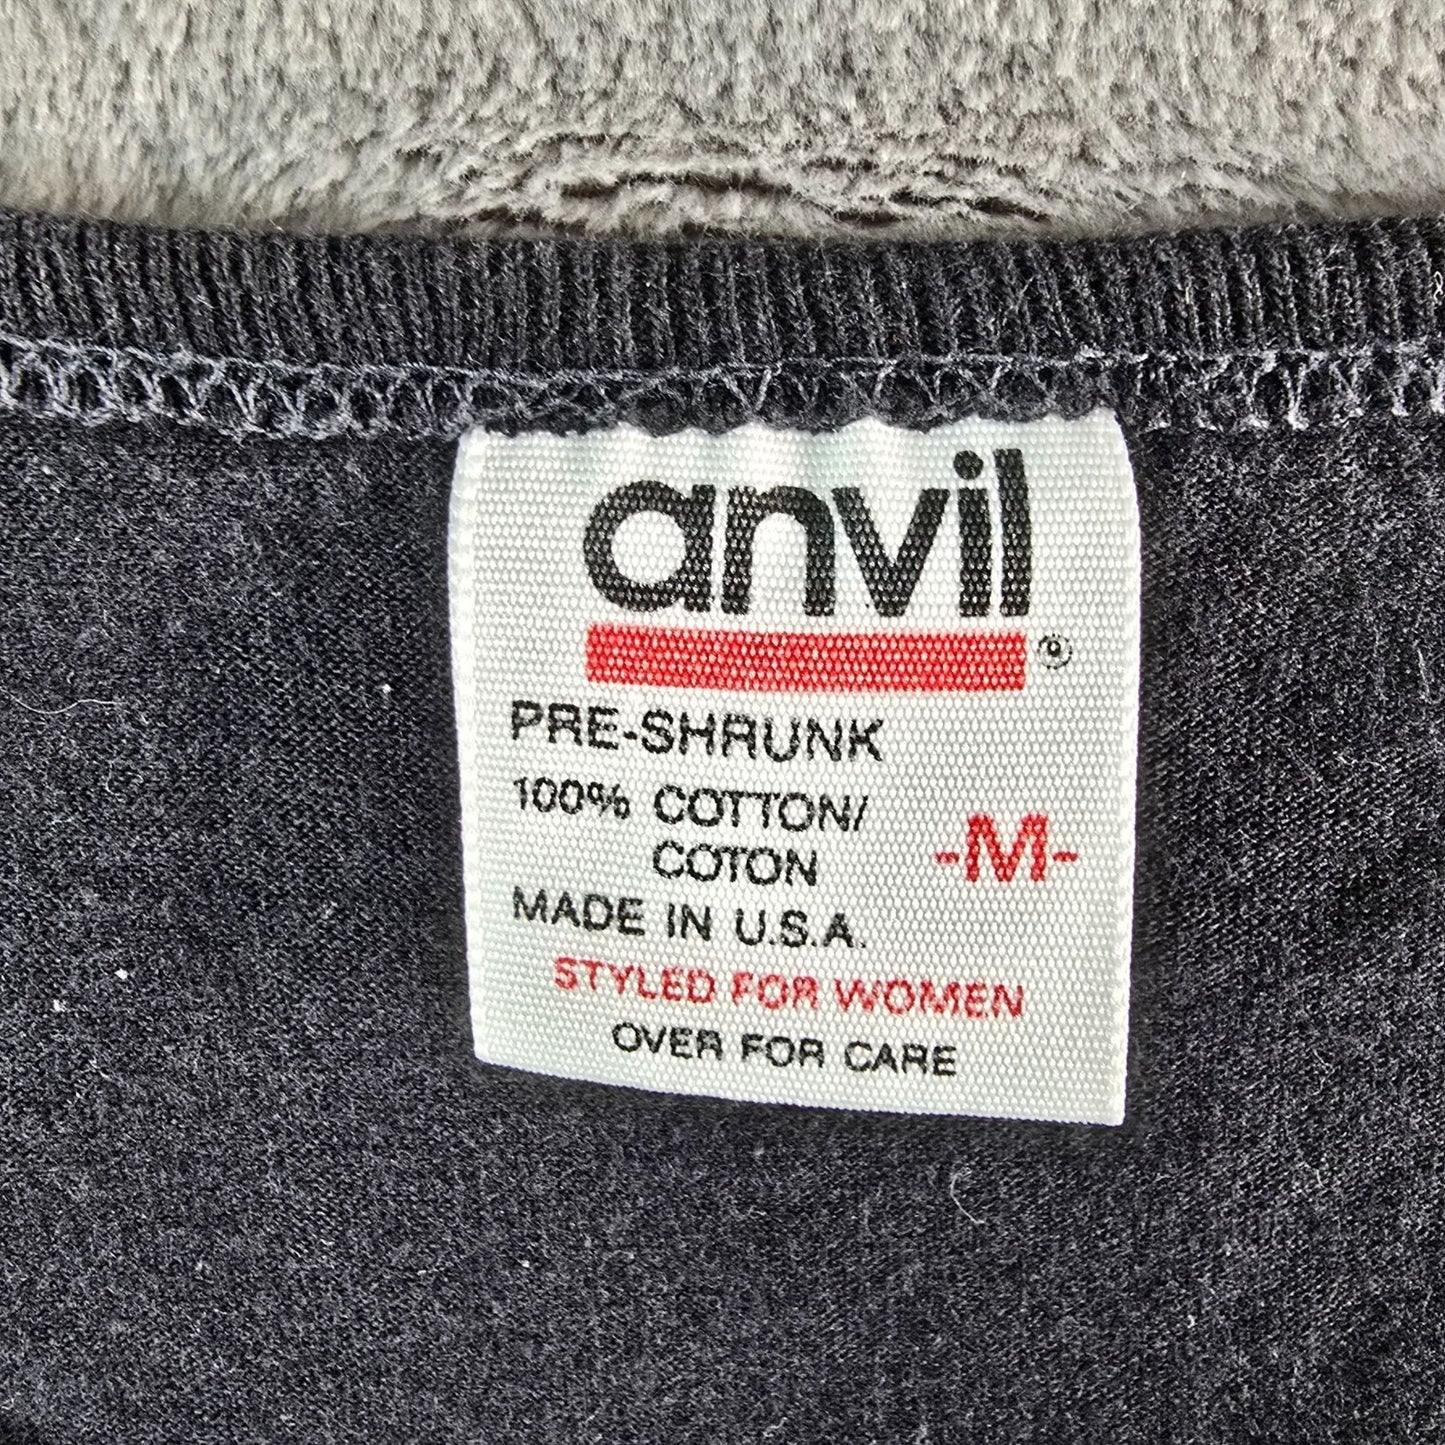 anvil®
PRE-SHRUNK
100% COTTON/
COTON
-M-
MADE IN U.S.A.
STYLED FOR WOMEN
OVER FOR CARE